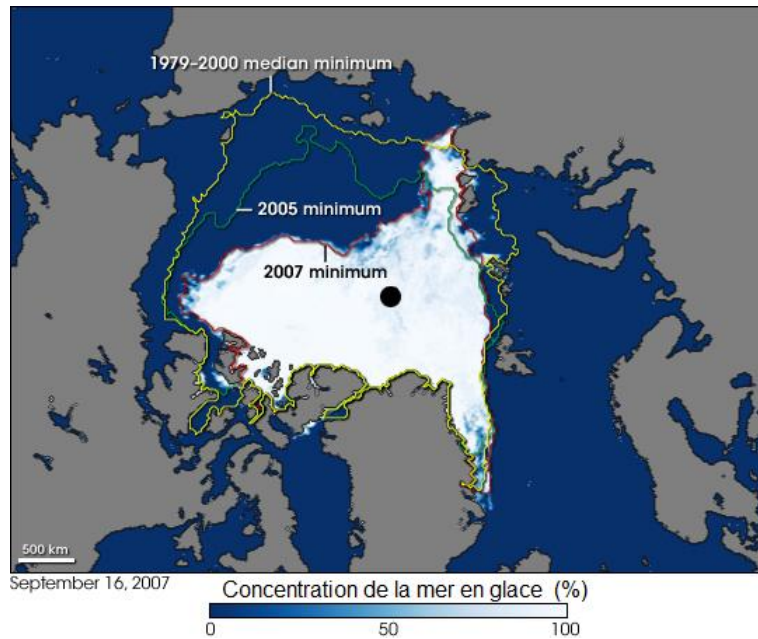 1979-2000 median minimum
2005 minimum
2007 minimum
500 km
September 16, 2007
Concentration de la mer en glace (%)
0 50 100